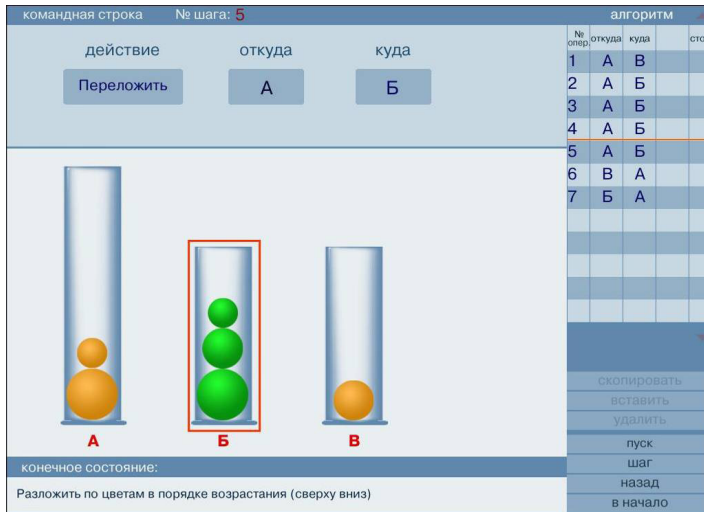 командная строка № шага: 5
действие откуда куда
Переложить А Б
А Б В
конечное состояние:
Разложить по цветам в порядке возрастания (сверху вниз)
алгоритм
№ опер. откуда куда
1 А В
2 А Б
3 А Б
4 А Б
5 А Б
6 В А
7 Б А
скопировать
вставить
удалить
пуск
шаг
назад
в начало